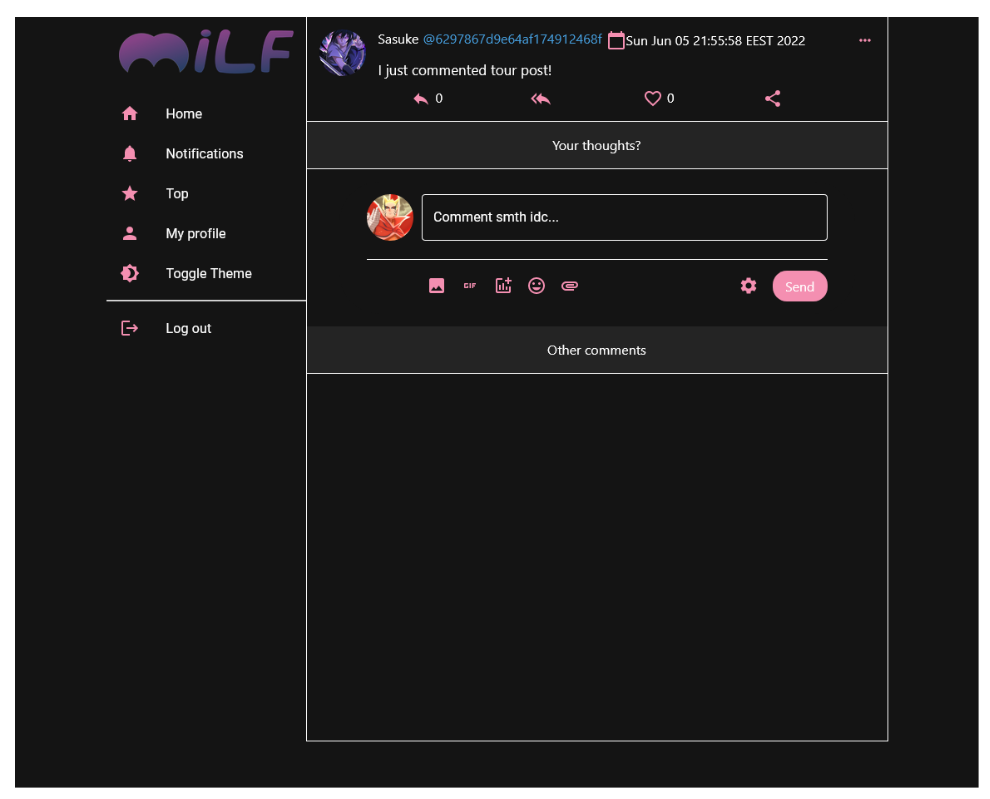 MiLF
Home
Notifications
Top
My profile
Toggle Theme
Log out
Sasuke @6297867d9e64af174912468f Sun Jun 05 21:55:58 EEST 2022
I just commented tour post!
0
0
Your thoughts?
Comment smth idc...
GIF
Send
Other comments